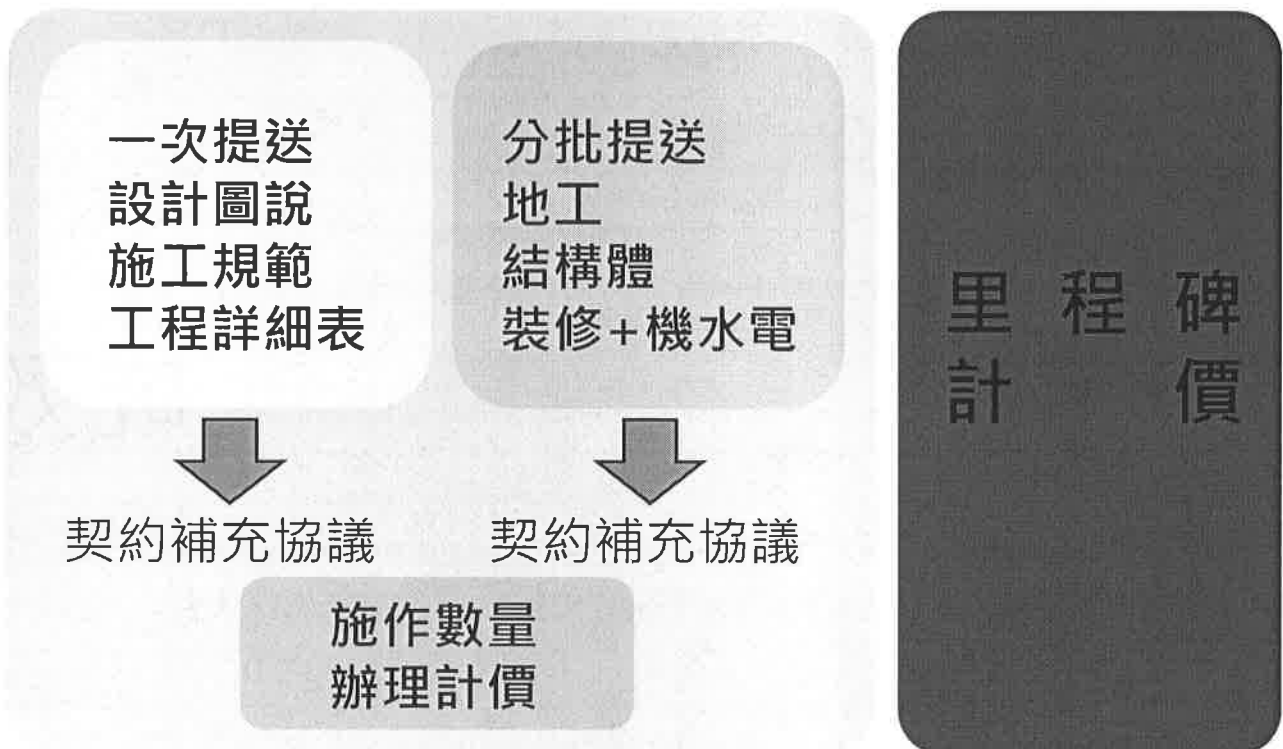 一次提送
設計圖說
施工規範
工程詳細表
分批提送
地工
結構體
裝修+機水電
契約補充協議
契約補充協議
施作數量
辦理計價
里程碑
計價